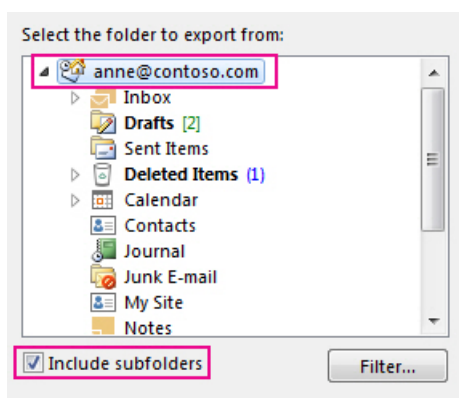 Select the folder to export from:
anne@contoso.com
Inbox
Drafts [2]
Sent Items
Deleted Items (1)
Calendar
Contacts
Journal
Junk E-mail
My Site
Notes
Include subfolders
Filter...